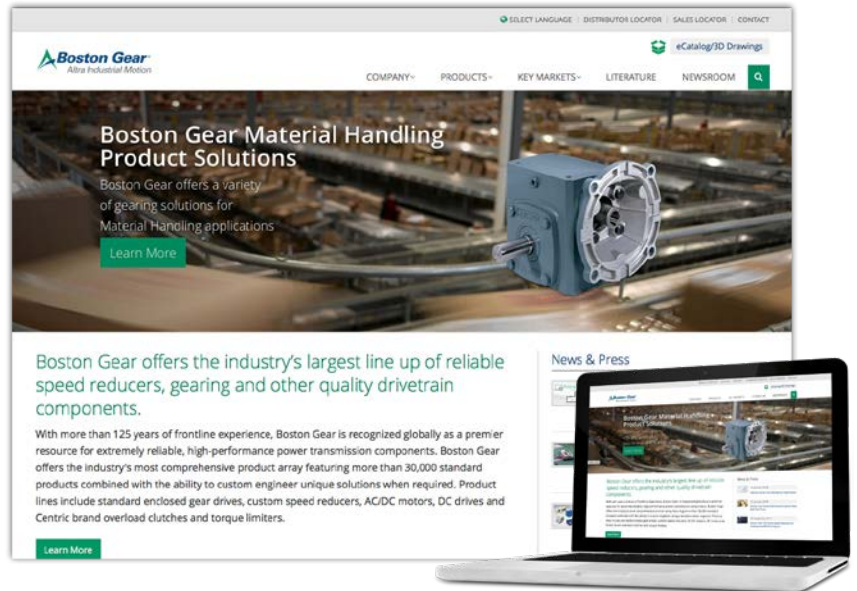 SELECT LANGUAGE | DISTRIBUTOR LOCATOR | SALES LOCATOR | CONTACT
Boston Gear
Altra Industrial Motion
eCatalog/3D Drawings
COMPANY
PRODUCTS
KEY MARKETS
LITERATURE
NEWSROOM
Boston Gear Material Handling
Product Solutions
Boston Gear offers a variety
of gearing solutions for
Material Handling applications
Learn More
Boston Gear offers the industry's largest line up of reliable
speed reducers, gearing and other quality drivetrain
components.
With more than 125 years of frontline experience, Boston Gear is recognized globally as a premier
resource for extremely reliable, high-performance power transmission components. Boston Gear
offers the industry's most comprehensive product array featuring more than 30,000 standard
products combined with the ability to custom engineer unique solutions when required. Product
lines include standard enclosed gear drives, custom speed reducers, AC/DC motors, DC drives and
Centric brand overload clutches and torque limiters.
Learn More
News & Press
Boston Gear Material Handling
Product Solutions